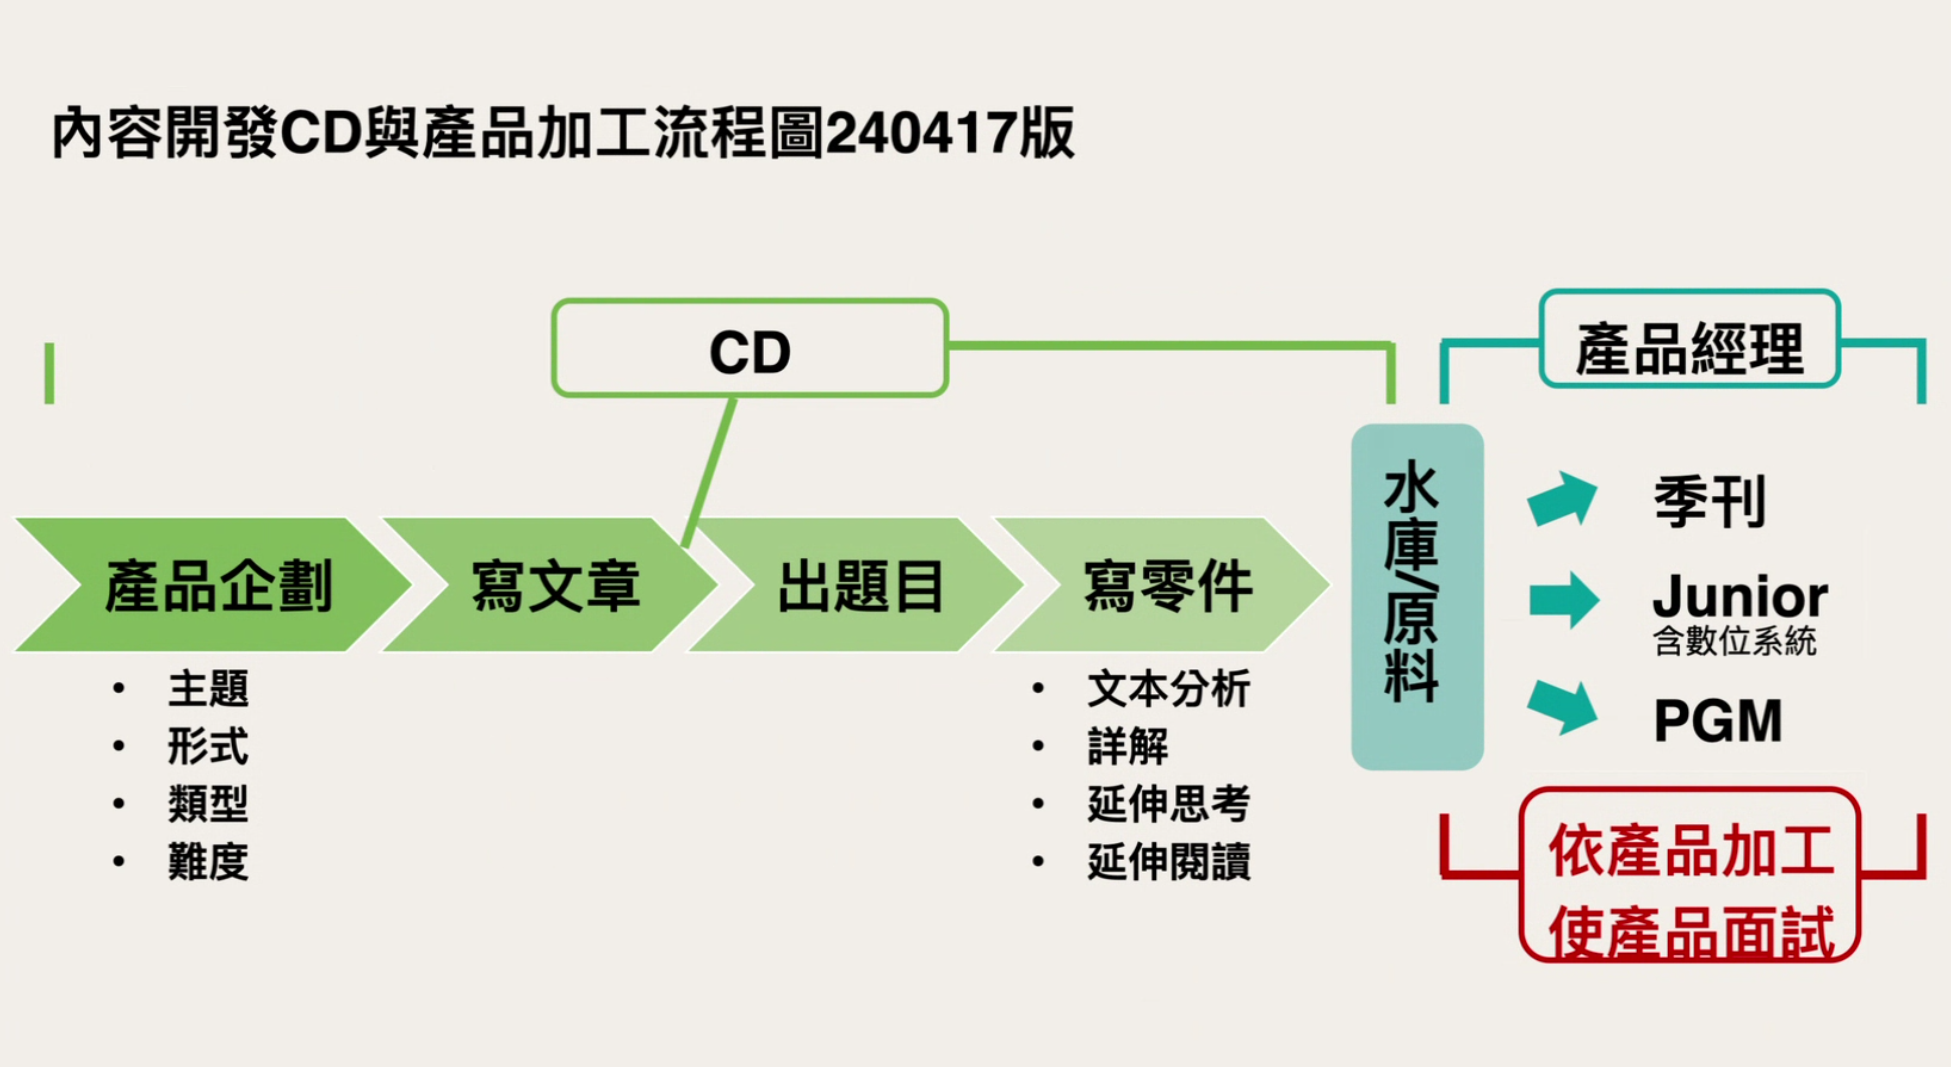 內容開發CD與產品加工流程圖240417版
CD
產品經理
產品企劃
寫文章
出題目
寫零件
• 主題
• 形式
• 類型
• 難度
• 文本分析
• 詳解
• 延伸思考
• 延伸閱讀
水庫/原料
季刊
Junior
含數位系統
PGM
依產品加工
使產品面試